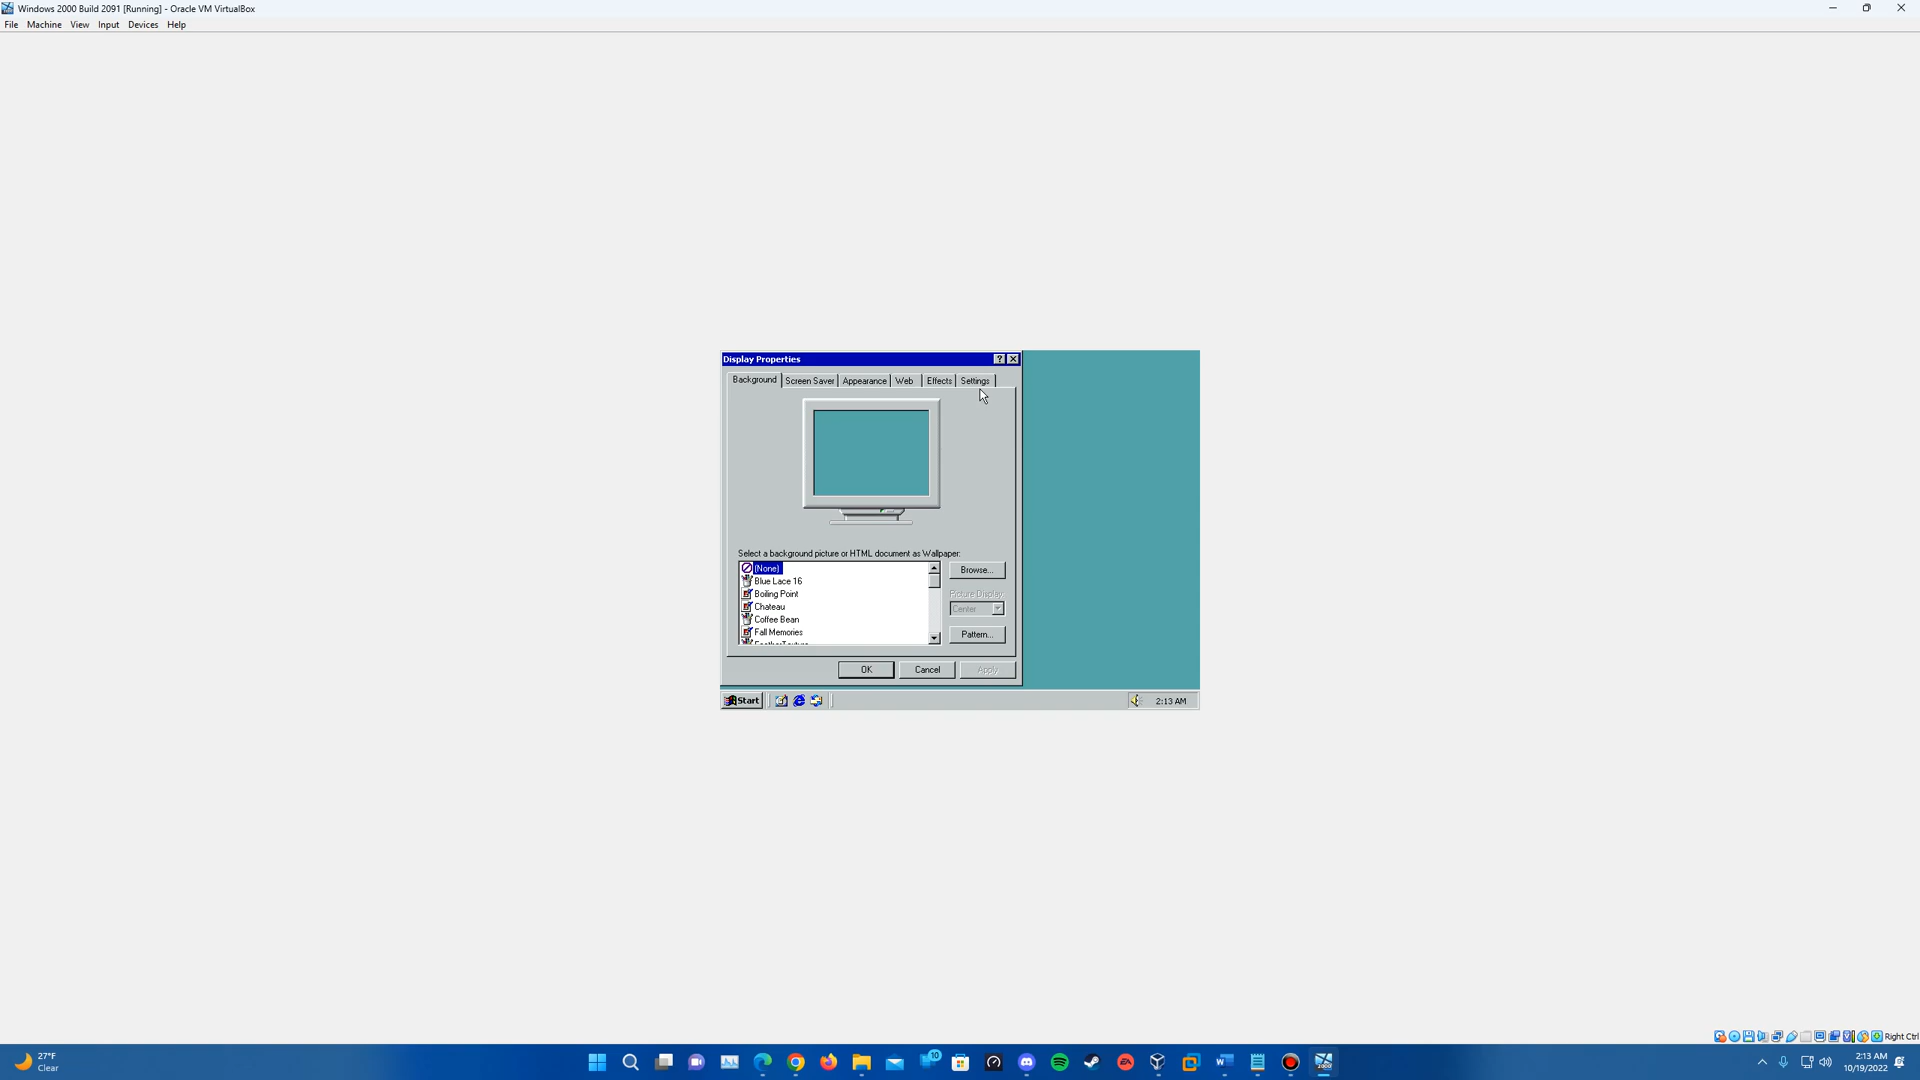 Windows 2000 Build 2091 [Running] - Oracle VM VirtualBox
File Machine View Input Devices Help
Display Properties
Background Screen Saver Appearance Web Effects Settings
Select a background picture or HTML document as Wallpaper:
(None)
Blue Lace 16
Boiling Point
Chateau
Coffee Bean
Fall Memories
Browse...
Picture Display:
Center
Pattern...
OK Cancel Apply
Start
2:13 AM
Right Ctrl
27°F
Clear
10
2:13 AM
10/19/2022